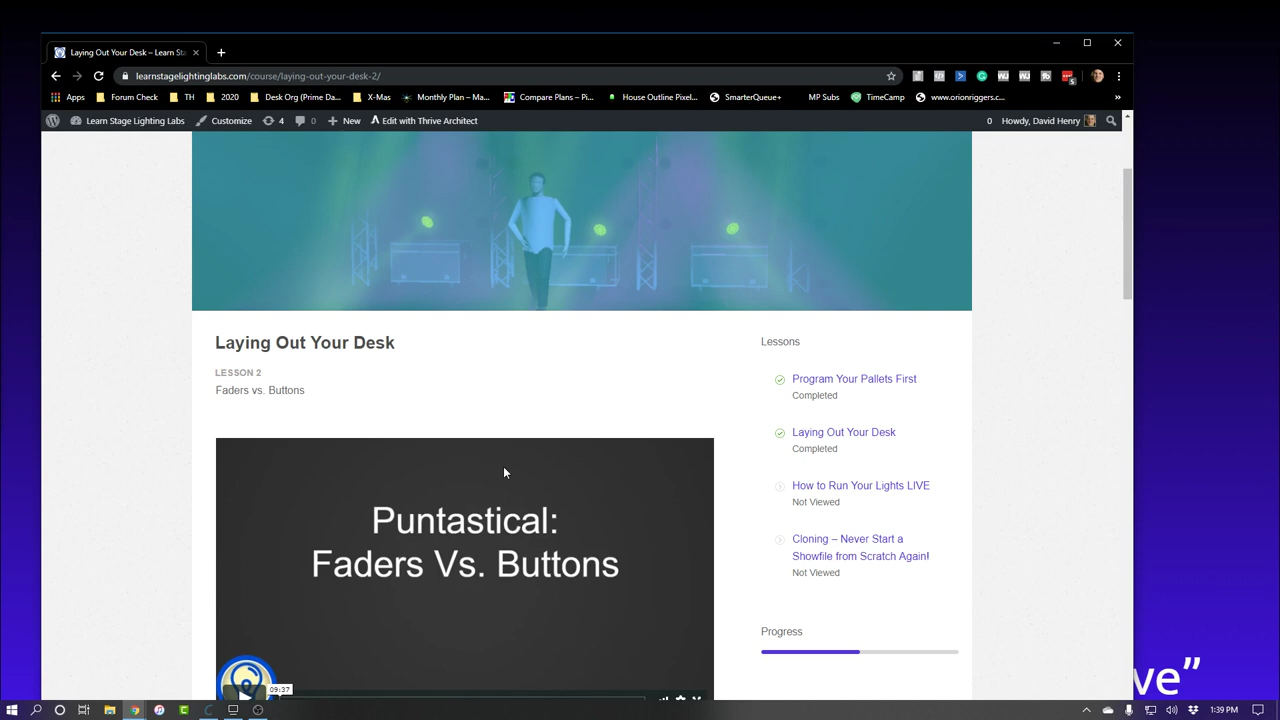 Laying Out Your Desk – Learn Sta
learnstagelightinglabs.com/course/laying-out-your-desk-2/
Apps Forum Check TH 2020 Desk Org (Prime Da... X-Mas Monthly Plan – Ma... Compare Plans – Pi... House Outline Pixel... SmarterQueue+ MP Subs TimeCamp www.orionriggers.c... »
Learn Stage Lighting Labs Customize 4 0 New Edit with Thrive Architect 0 Howdy, David Henry
Laying Out Your Desk
LESSON 2
Faders vs. Buttons
Puntastical:
Faders Vs. Buttons
09:37
Lessons
Program Your Pallets First
Completed
Laying Out Your Desk
Completed
How to Run Your Lights LIVE
Not Viewed
Cloning – Never Start a
Showfile from Scratch Again!
Not Viewed
Progress
ve”
1:39 PM